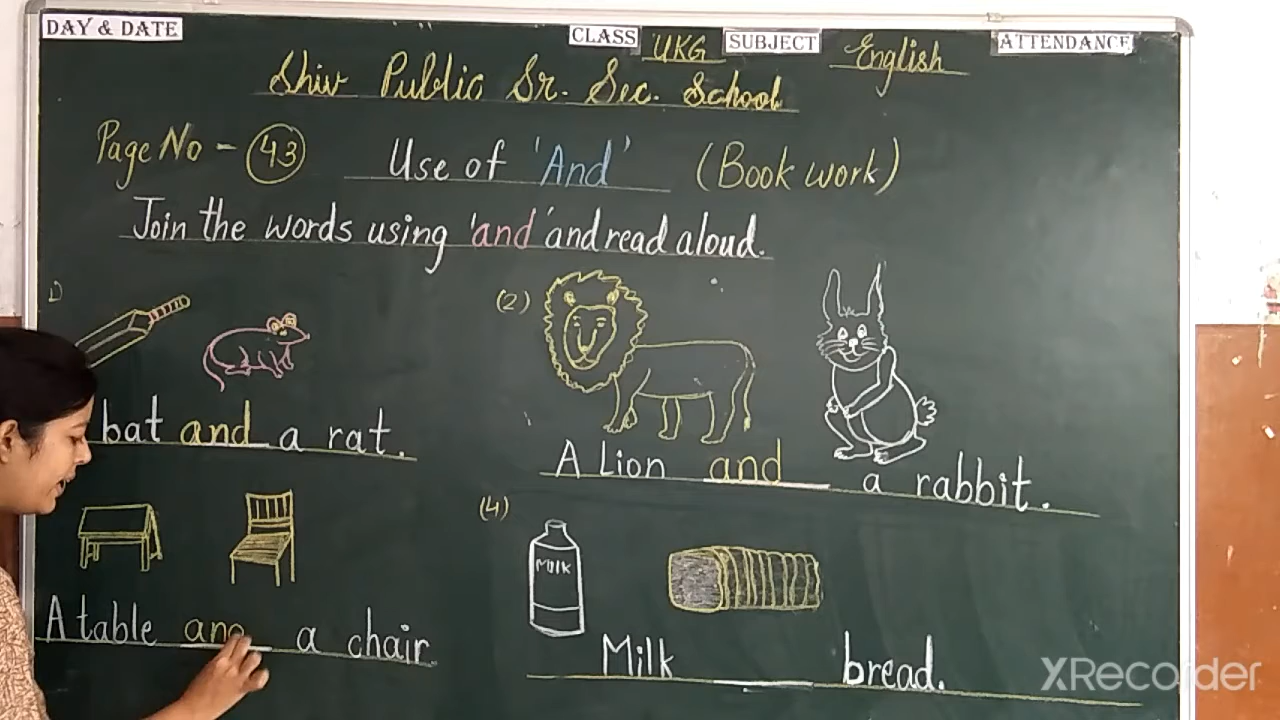 DAY & DATE
CLASS UKG SUBJECT English ATTENDANCE
Shiv Public Sr. Sec. School
Page No - 43 Use of 'And' (Book work)
Join the words using 'and' and read aloud.
1)
bat and a rat.
(2)
A Lion and a rabbit.
A table and a chair.
(4)
MILK
Milk ____ bread.
XRecorder